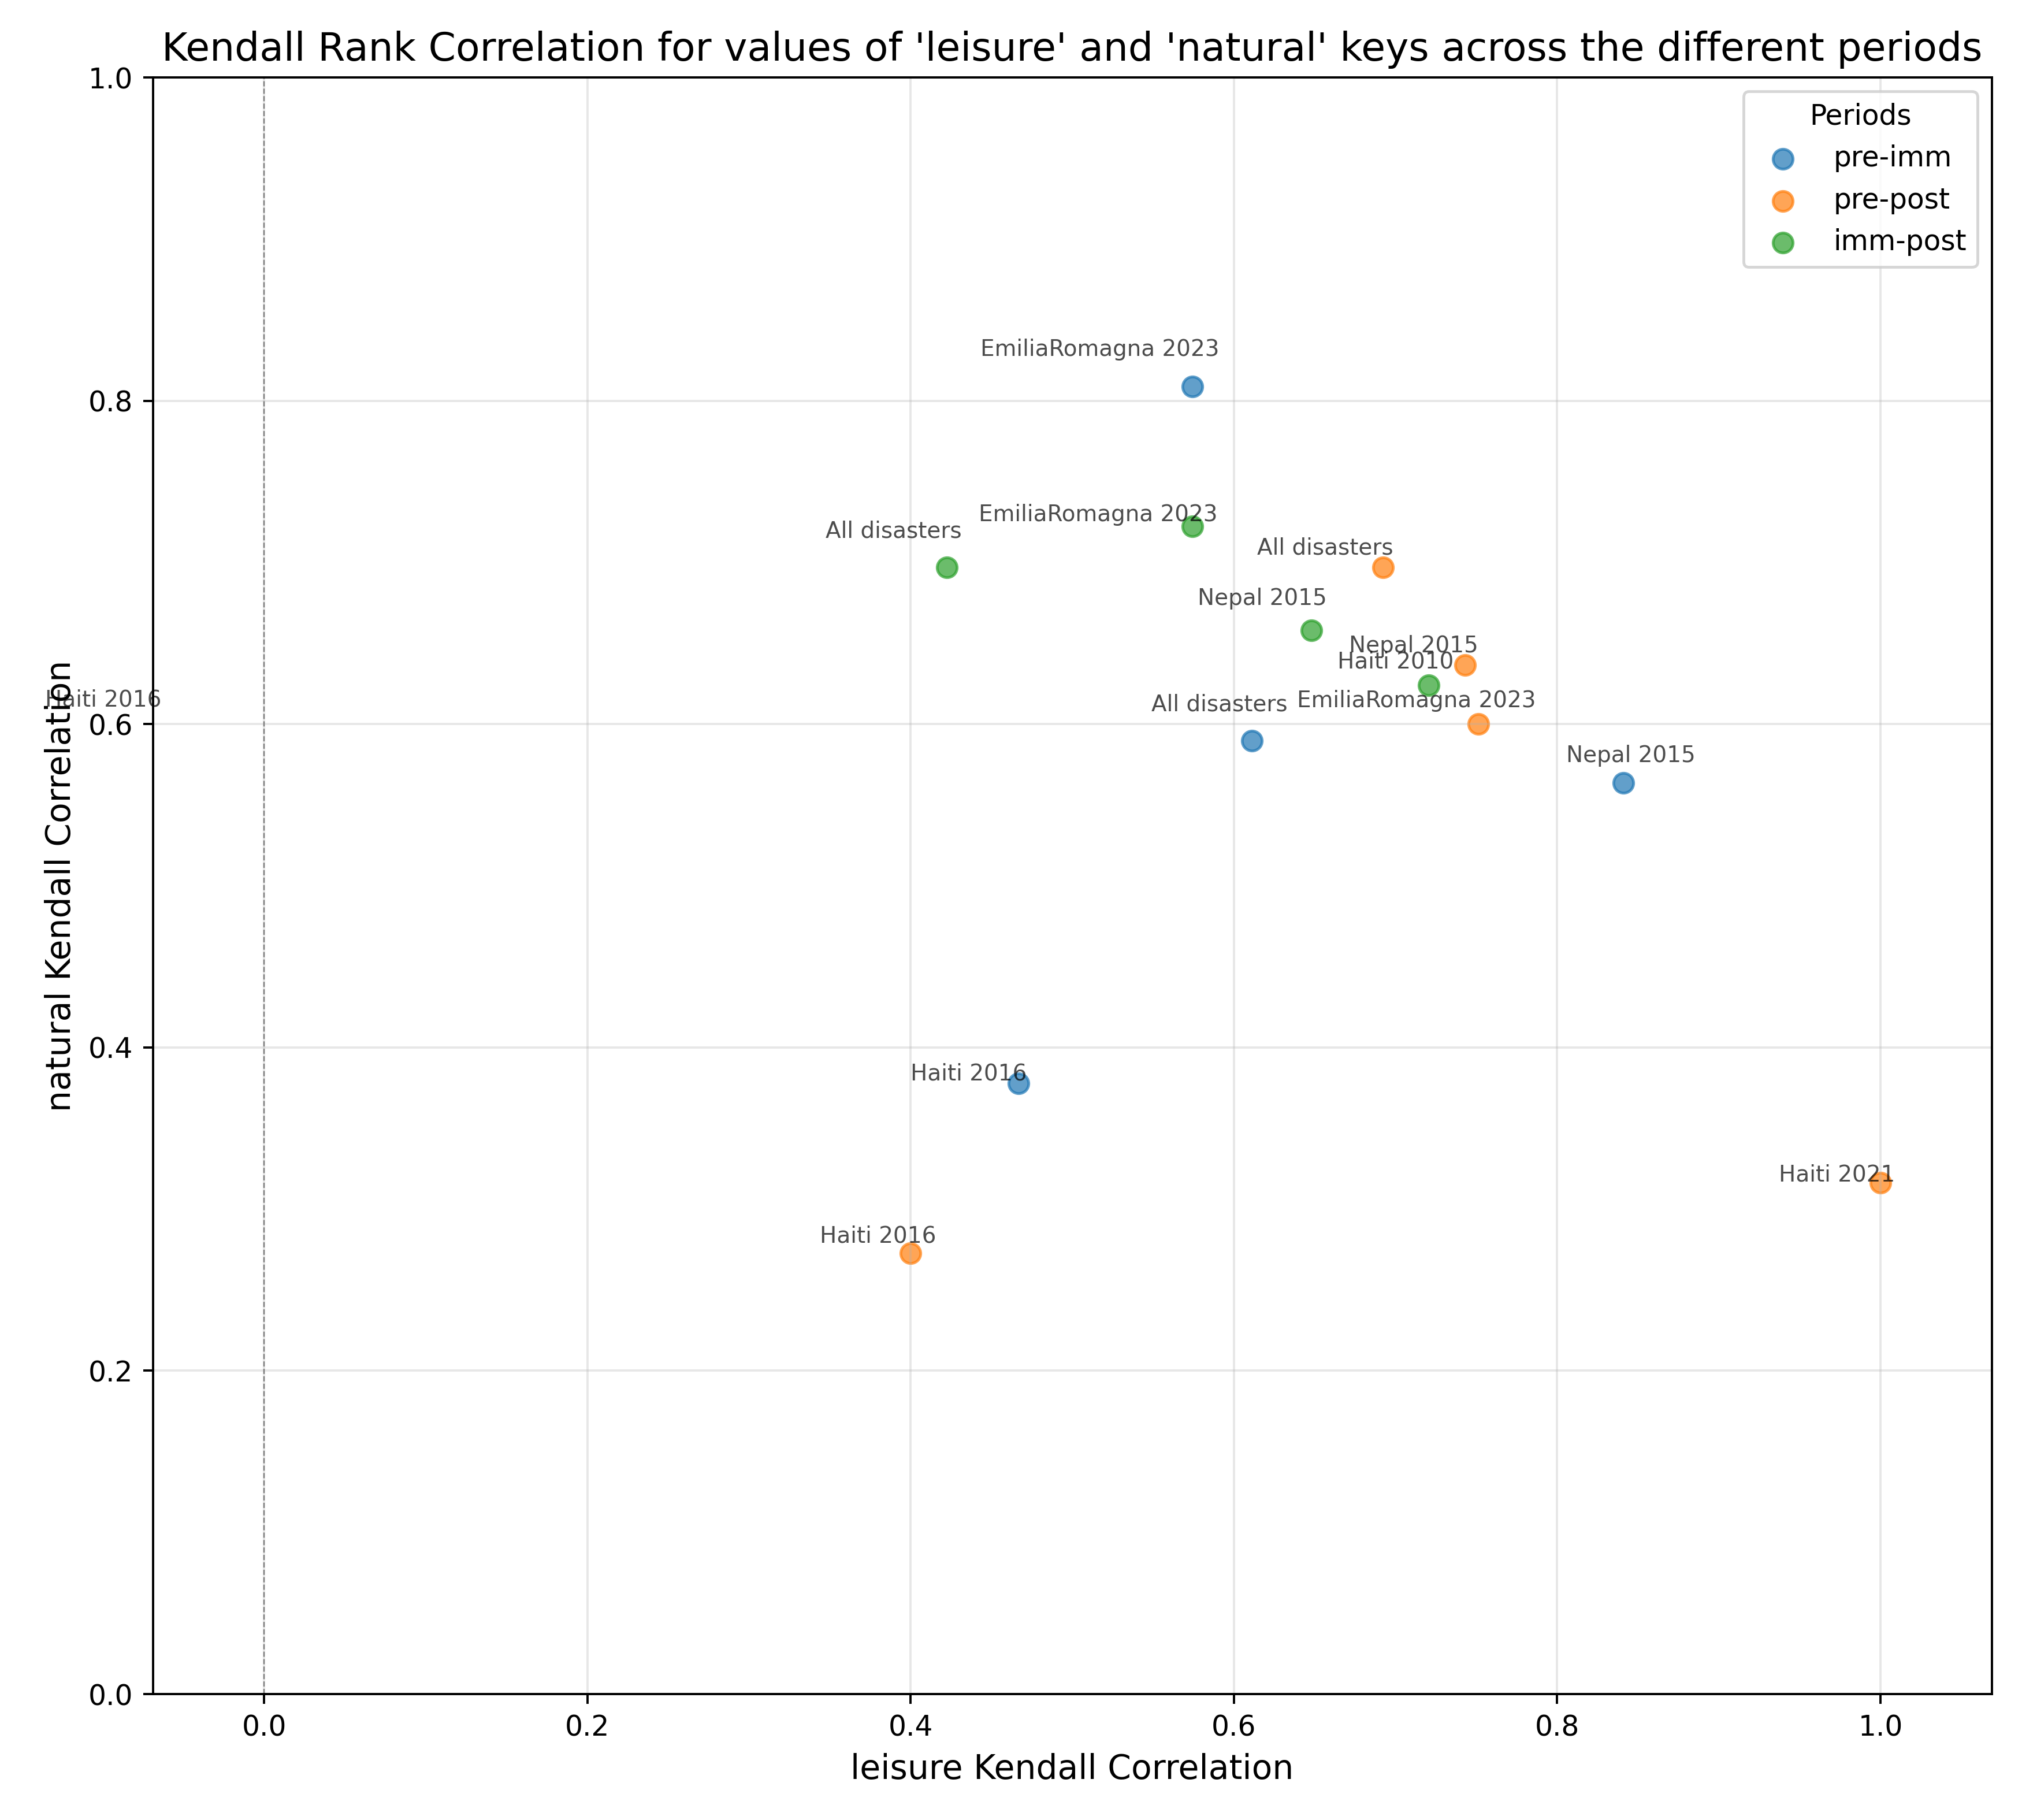 Kendall Rank Correlation for values of 'leisure' and 'natural' keys across the different periods
1.0
0.8
0.6
0.4
0.2
0.0
natural Kendall Correlation
Periods
pre-imm
pre-post
imm-post
EmiliaRomagna 2023
EmiliaRomagna 2023
All disasters
All disasters
Nepal 2015
Nepal 2015
Haiti 2010
Haiti 2016
All disasters
EmiliaRomagna 2023
Nepal 2015
Haiti 2016
Haiti 2021
Haiti 2016
0.0
0.2
0.4
0.6
0.8
1.0
leisure Kendall Correlation